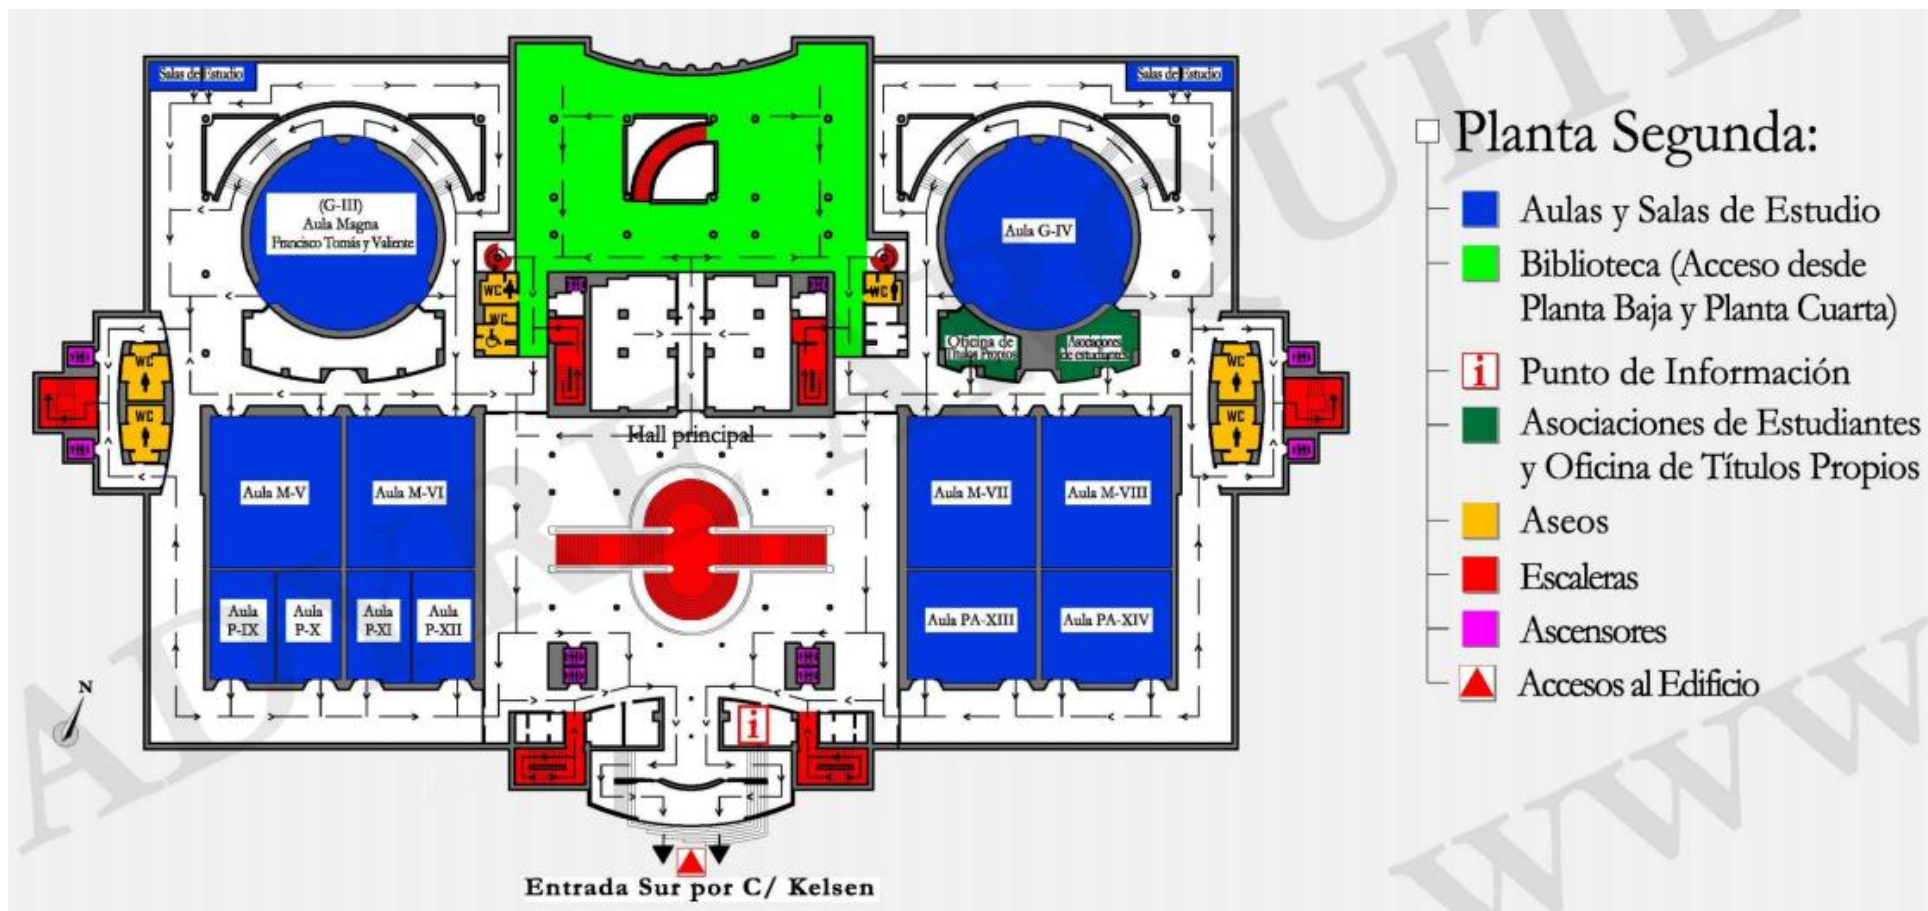 Salas de Estudio
Salas de Estudio
(G-III)
Aula Magna
Francisco Tomás y Valiente
Aula G-IV
WC
WC
WC
Oficina de
Títulos Propios
Asociaciones
de estudiantes
WC
WC
WC
WC
Hall principal
Aula M-V
Aula M-VI
Aula M-VII
Aula M-VIII
Aula
P-IX
Aula
P-X
Aula
P-XI
Aula
P-XII
Aula PA-XIII
Aula PA-XIV
N
i
Entrada Sur por C/ Kelsen
Planta Segunda:
Aulas y Salas de Estudio
Biblioteca (Acceso desde
Planta Baja y Planta Cuarta)
i Punto de Información
Asociaciones de Estudiantes
y Oficina de Títulos Propios
Aseos
Escaleras
Ascensores
Accesos al Edificio
WWW